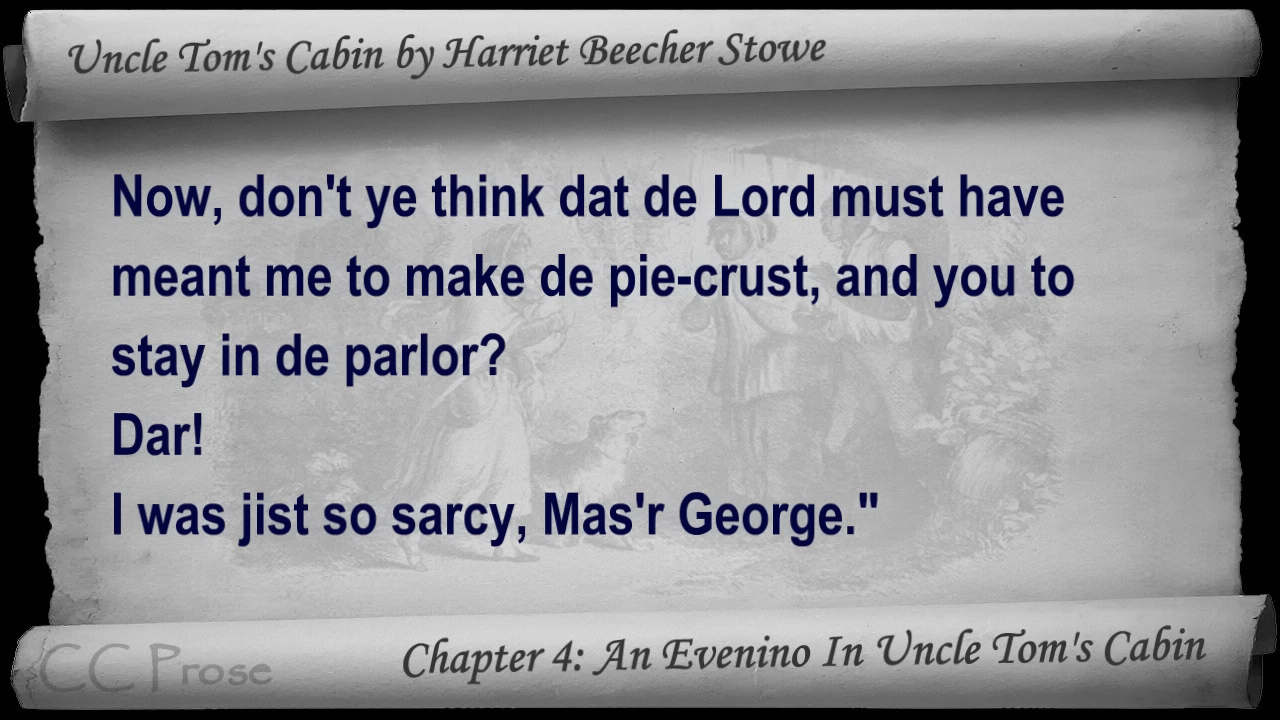 Uncle Tom's Cabin by Harriet Beecher Stowe
Now, don't ye think dat de Lord must have
meant me to make de pie-crust, and you to
stay in de parlor?
Dar!
I was jist so sarcy, Mas'r George."
CC Prose
Chapter 4: An Evenino In Uncle Tom's Cabin